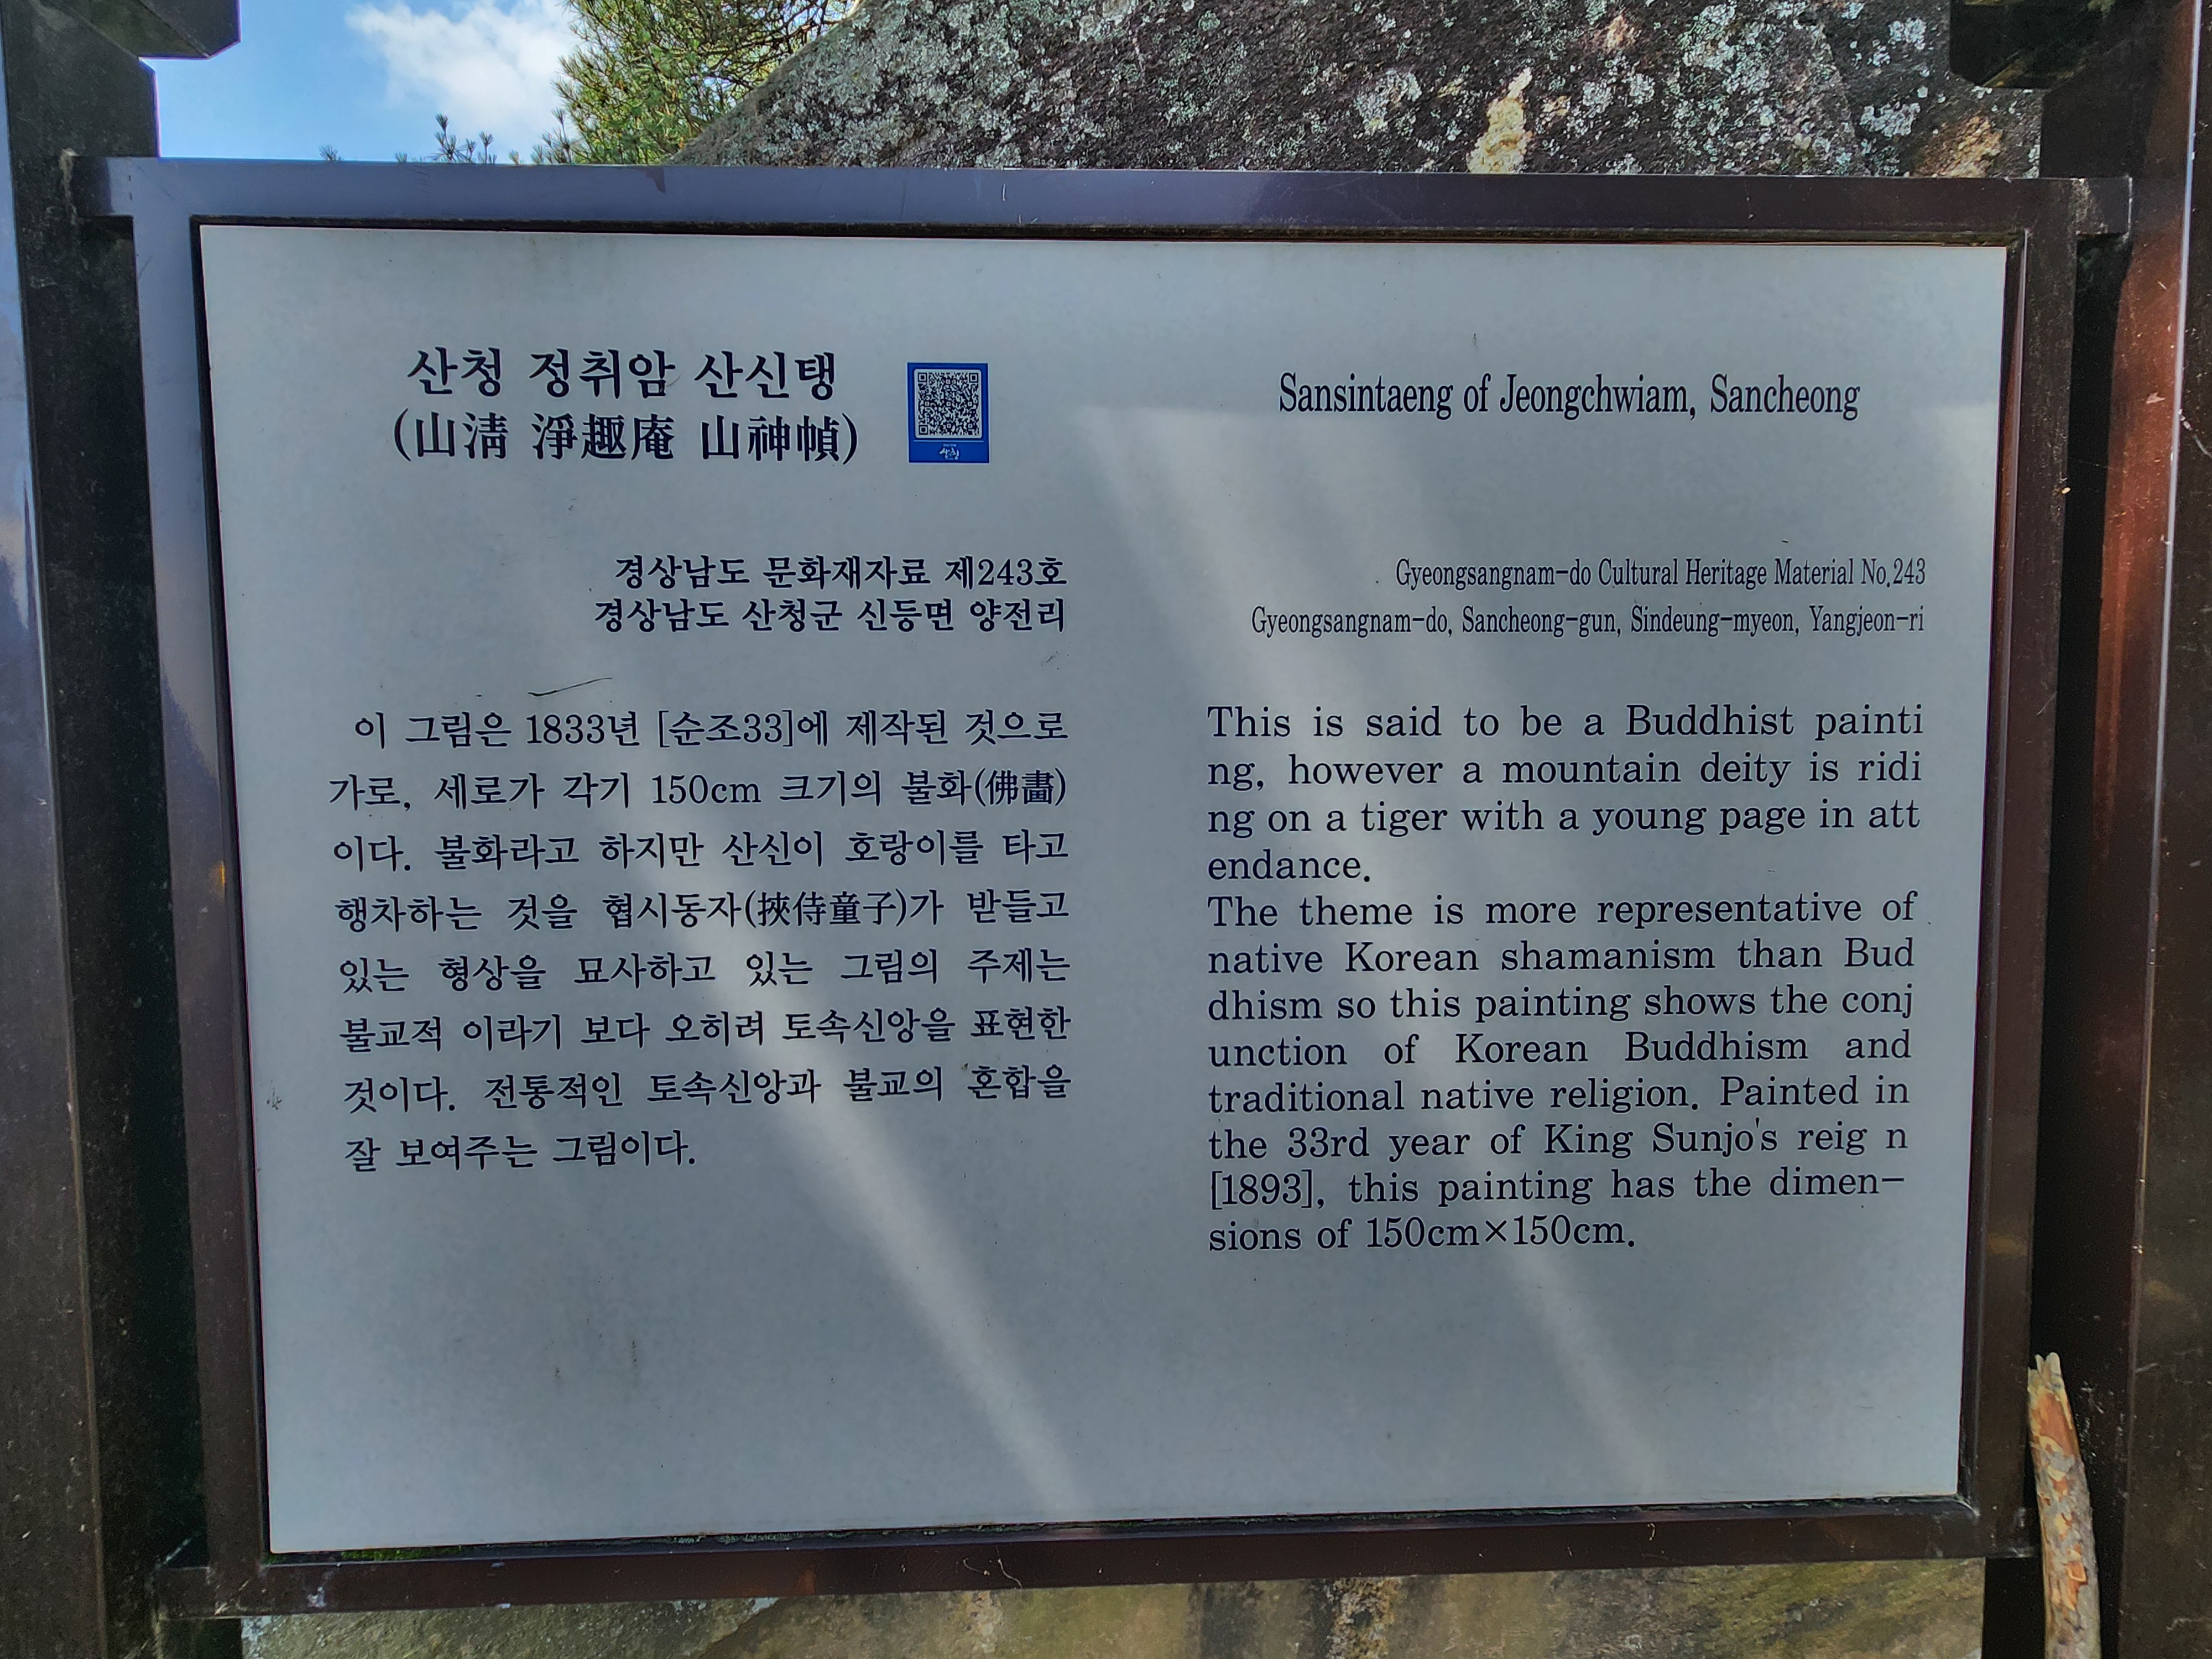 산청 정취암 산신탱
(山淸 淨趣庵 山神幀)
산청
경상남도 문화재자료 제243호
경상남도 산청군 신등면 양전리
이 그림은 1833년 [순조33]에 제작된 것으로
가로, 세로가 각기 150cm 크기의 불화(佛畵)
이다. 불화라고 하지만 산신이 호랑이를 타고
행차하는 것을 협시동자(挾侍童子)가 받들고
있는 형상을 묘사하고 있는 그림의 주제는
불교적 이라기 보다 오히려 토속신앙을 표현한
것이다. 전통적인 토속신앙과 불교의 혼합을
잘 보여주는 그림이다.
Sansintaeng of Jeongchwiam, Sancheong
Gyeongsangnam-do Cultural Heritage Material No.243
Gyeongsangnam-do, Sancheong-gun, Sindeung-myeon, Yangjeon-ri
This is said to be a Buddhist painti
ng, however a mountain deity is ridi
ng on a tiger with a young page in att
endance.
The theme is more representative of
native Korean shamanism than Bud
dhism so this painting shows the conj
unction of Korean Buddhism and
traditional native religion. Painted in
the 33rd year of King Sunjo's reig n
[1893], this painting has the dimen-
sions of 150cm×150cm.